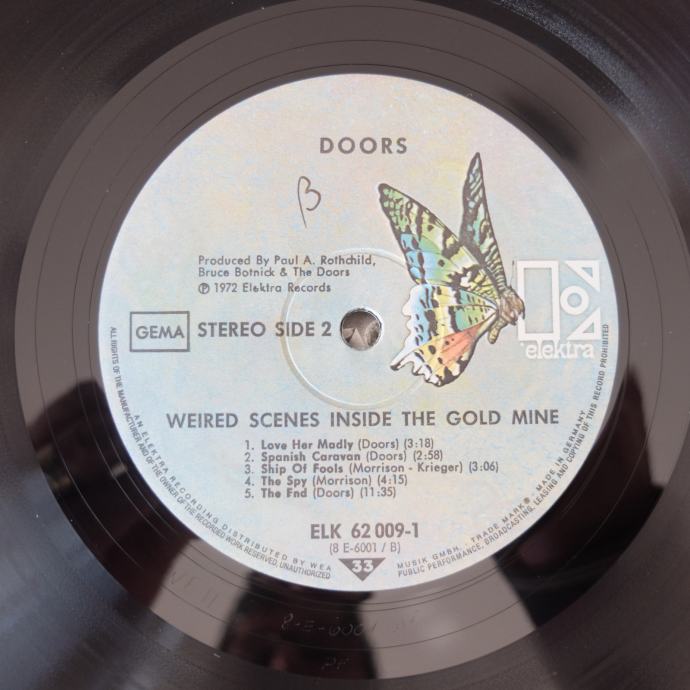 DOORS
β
Produced By Paul A. Rothchild,
Bruce Botnick & The Doors
℗ 1972 Elektra Records
GEMA
STEREO SIDE 2
elektra
WEIRED SCENES INSIDE THE GOLD MINE
1. Love Her Madly (Doors) (3:18)
2. Spanish Caravan (Doors) (2:58)
3. Ship Of Fools (Morrison - Krieger) (3:06)
4. The Spy (Morrison) (4:15)
5. The Fnd (Doors) (11:35)
ELK 62 009-1
(8 E-6001 / B)
33
ALL RIGHTS OF THE MANUFACTURER AND OF THE OWNER OF THE RECORDED WORK RESERVED, UNAUTHORIZED
PUBLIC PERFORMANCE, BROADCASTING, LEASING AND COPYING OF THIS RECORD PROHIBITED
AN ELEKTRA RECORDING DISTRIBUTED BY WEA
MUSIK GMBH. · TRADE MARK® · MADE IN GERMANY